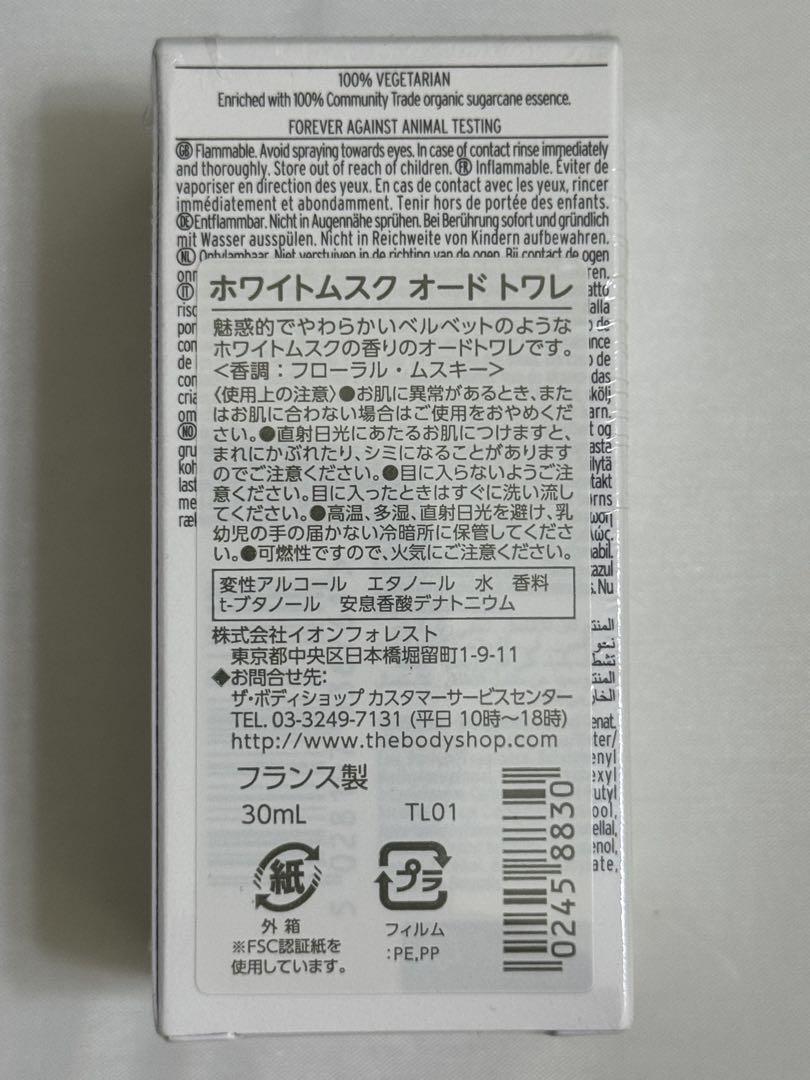 100% VEGETARIAN
Enriched with 100% Community Trade organic sugarcane essence.
FOREVER AGAINST ANIMAL TESTING
GB Flammable. Avoid spraying towards eyes. In case of contact rinse immediately
and thoroughly. Store out of reach of children. FR Inflammable. Éviter de
vaporiser en direction des yeux. En cas de contact avec les yeux, rincer
immédiatement et abondamment. Tenir hors de portée des enfants.
DE Entflammbar. Nicht in Augennähe sprühen. Bei Berührung sofort und gründlich
mit Wasser ausspülen. Nicht in Reichweite von Kindern aufbewahren.
NL Ontvlambaar. Niet verstuiven in de richting van de ogen. Bij contact de ogen
ホワイトムスク オード トワレ
魅惑的でやわらかいベルベットのような
ホワイトムスクの香りのオードトワレです。
<香調:フローラル・ムスキー>
〈使用上の注意〉●お肌に異常があるとき、また
はお肌に合わない場合はご使用をおやめくだ
さい。●直射日光にあたるお肌につけますと、
まれにかぶれたり、シミになることがあります
のでご注意ください。●目に入らないようご注
意ください。目に入ったときはすぐに洗い流し
てください。●高温、多湿、直射日光を避け、乳
幼児の手の届かない冷暗所に保管してくださ
い。●可燃性ですので、火気にご注意ください。
変性アルコール エタノール 水 香料
t-ブタノール 安息香酸デナトニウム
株式会社イオンフォレスト
東京都中央区日本橋堀留町1-9-11
◆お問合せ先:
ザ・ボディショップ カスタマーサービスセンター
TEL. 03-3249-7131 (平日 10時～18時)
http://www.thebodyshop.com
フランス製
30mL TL01
紙
外箱
※FSC認証紙を
使用しています。
プラ
フィルム
:PE,PP
0245 8830